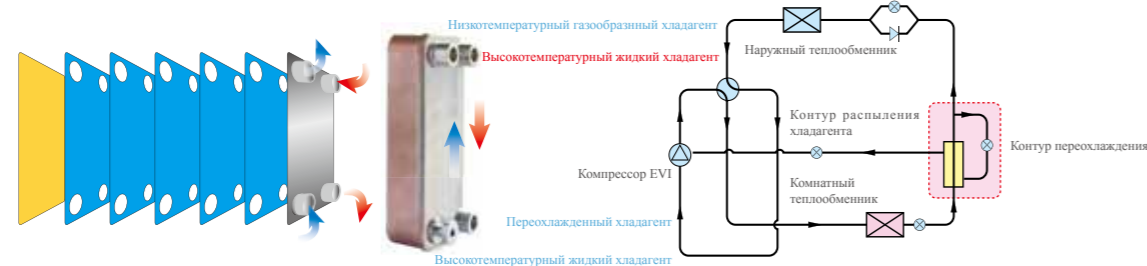 Низкотемпературный газообразнный хладагент
Высокотемпературный жидкий хладагент
Наружный теплообменник
Контур распыления
хладагента
Контур переохлаждения
Компрессор EVI
Комнатный
теплообменник
Переохлажденный хладагент
Высокотемпературный жидкий хладагент